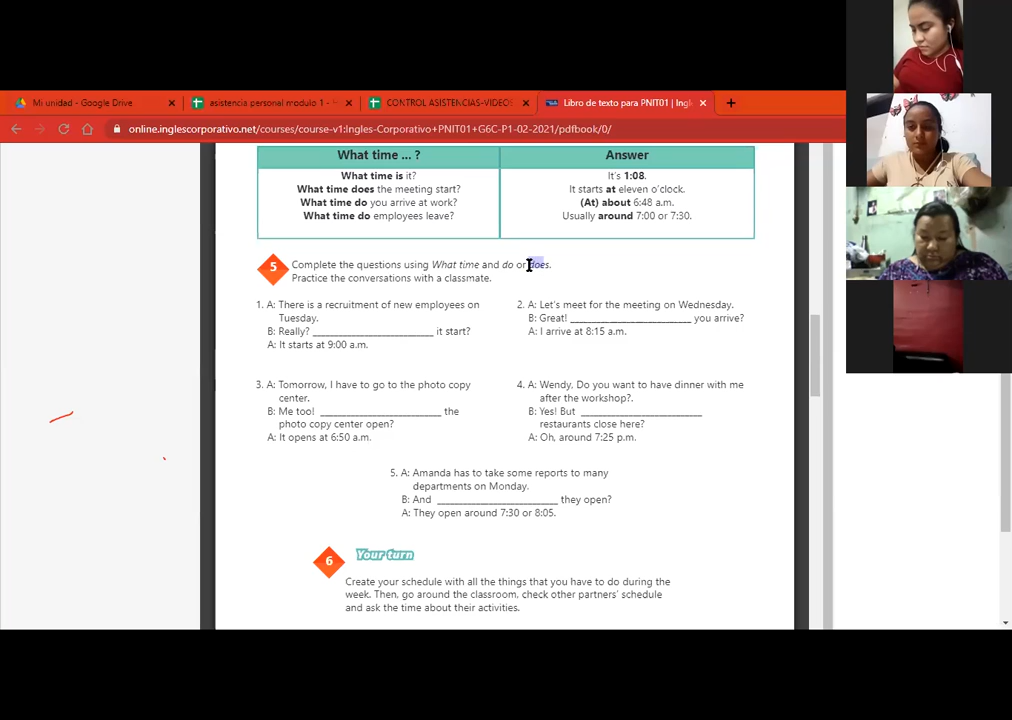 Mi unidad - Google Drive
asistencia personal modulo 1 -
CONTROL ASISTENCIAS-VIDEOS
Libro de texto para PNIT01 | Ingl
online.inglescorporativo.net/courses/course-v1:Ingles-Corporativo+PNIT01+G6C-P1-02-2021/pdfbook/0/
What time ... ?
Answer
What time is it?
It's 1:08.
What time does the meeting start?
It starts at eleven o'clock.
What time do you arrive at work?
(At) about 6:48 a.m.
What time do employees leave?
Usually around 7:00 or 7:30.
5
Complete the questions using What time and do or does.
Practice the conversations with a classmate.
1. A: There is a recruitment of new employees on
Tuesday.
B: Really? ________________________ it start?
A: It starts at 9:00 a.m.
2. A: Let's meet for the meeting on Wednesday.
B: Great! ________________________ you arrive?
A: I arrive at 8:15 a.m.
3. A: Tomorrow, I have to go to the photo copy
center.
B: Me too! ________________________ the
photo copy center open?
A: It opens at 6:50 a.m.
4. A: Wendy. Do you want to have dinner with me
after the workshop?.
B: Yes! But ________________________
restaurants close here?
A: Oh, around 7:25 p.m.
5. A: Amanda has to take some reports to many
departments on Monday.
B: And ________________________ they open?
A: They open around 7:30 or 8:05.
6
Your turn
Create your schedule with all the things that you have to do during the
week. Then, go around the classroom, check other partners' schedule
and ask the time about their activities.